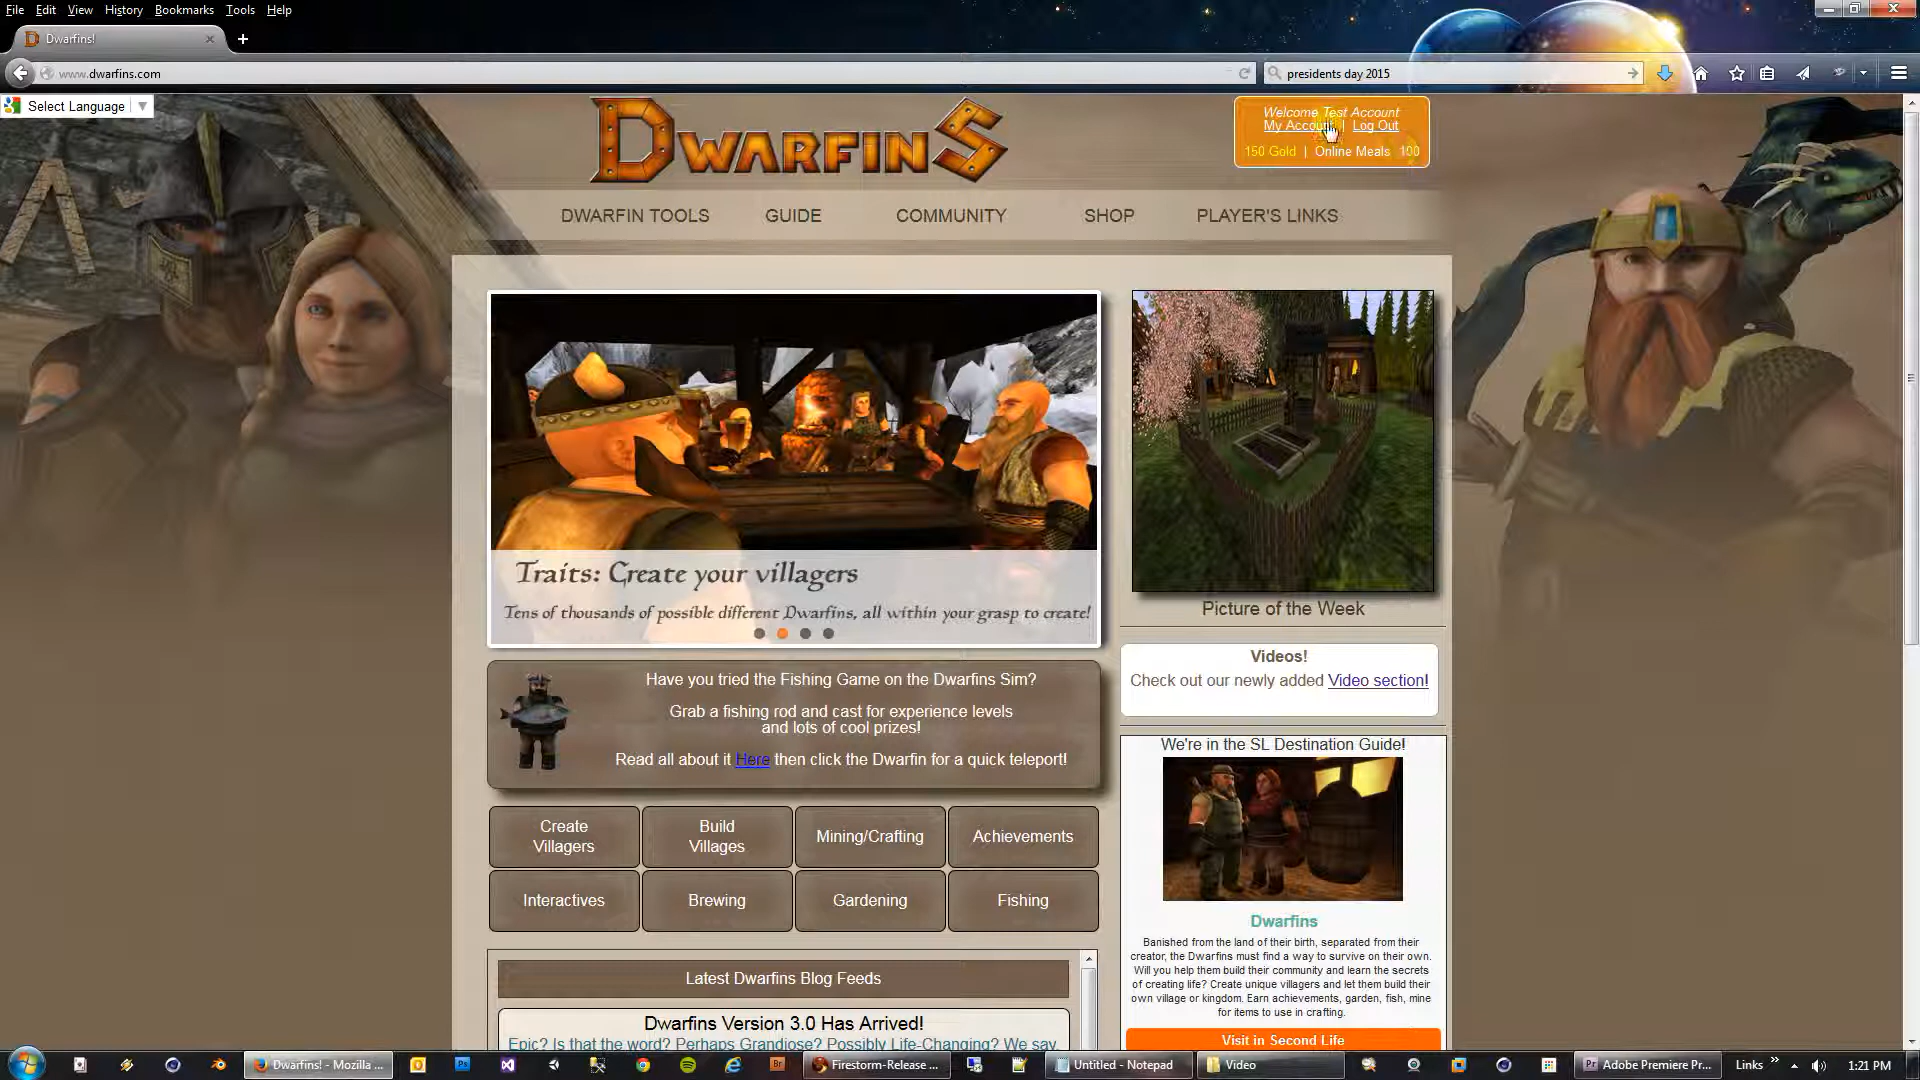 File Edit View History Bookmarks Tools Help
Dwarfins!
www.dwarfins.com
presidents day 2015
Select Language
DWARFINS
Welcome Test Account
My Account | Log Out
150 Gold | Online Meals 100
DWARFIN TOOLS GUIDE COMMUNITY SHOP PLAYER'S LINKS
Traits: Create your villagers
Tens of thousands of possible different Dwarfins, all within your grasp to create!
Picture of the Week
Have you tried the Fishing Game on the Dwarfins Sim?
Grab a fishing rod and cast for experience levels
and lots of cool prizes!
Read all about it Here then click the Dwarfin for a quick teleport!
Videos!
Check out our newly added Video section!
We're in the SL Destination Guide!
Create
Villagers
Build
Villages
Mining/Crafting
Achievements
Interactives
Brewing
Gardening
Fishing
Dwarfins
Banished from the land of their birth, separated from their
creator, the Dwarfins must find a way to survive on their own.
Will you help them build their community and learn the secrets
of creating life? Create unique villagers and let them build their
own village or kingdom. Earn achievements, garden, fish, mine
for items to use in crafting.
Visit in Second Life
Latest Dwarfins Blog Feeds
Dwarfins Version 3.0 Has Arrived!
Epic? Is that the word? Perhaps Grandiose? Possibly Life-Changing? We say,
Dwarfins! - Mozilla ...
Ps
Br
Firestorm-Release ...
Untitled - Notepad
Video
Pr
Adobe Premiere Pr...
Links
1:21 PM